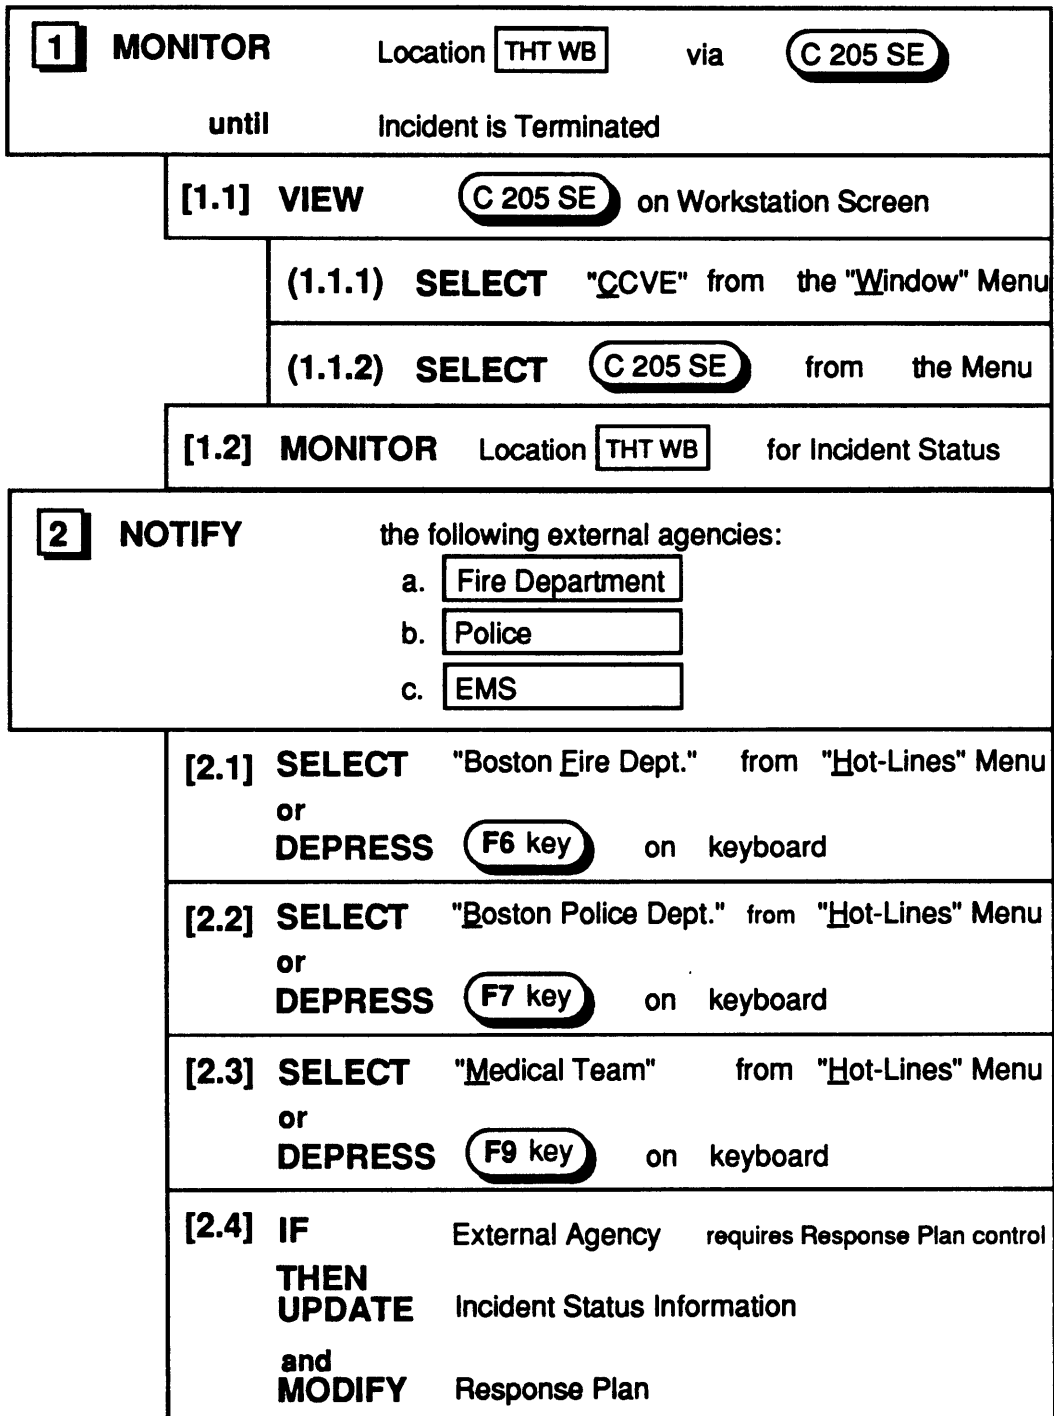 1 MONITOR Location THT WB via C 205 SE
until Incident is Terminated
[1.1] VIEW C 205 SE on Workstation Screen
(1.1.1) SELECT "CCVE" from the "Window" Menu
(1.1.2) SELECT C 205 SE from the Menu
[1.2] MONITOR Location THT WB for Incident Status
2 NOTIFY the following external agencies:
a. Fire Department
b. Police
c. EMS
[2.1] SELECT "Boston Fire Dept." from "Hot-Lines" Menu
or
DEPRESS F6 key on keyboard
[2.2] SELECT "Boston Police Dept." from "Hot-Lines" Menu
or
DEPRESS F7 key on keyboard
[2.3] SELECT "Medical Team" from "Hot-Lines" Menu
or
DEPRESS F9 key on keyboard
[2.4] IF External Agency requires Response Plan control
THEN
UPDATE Incident Status Information
and
MODIFY Response Plan